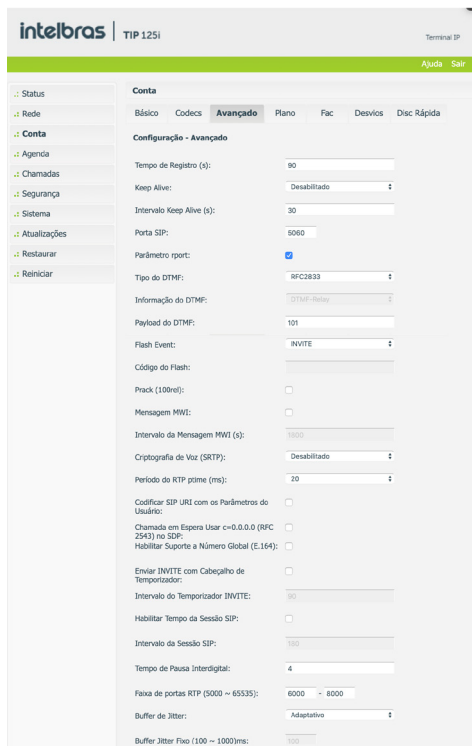 intelbras | TIP 125i
Terminal IP
Ajuda Sair
.: Status
.: Rede
.: Conta
.: Agenda
.: Chamadas
.: Segurança
.: Sistema
.: Atualizações
.: Restaurar
.: Reiniciar
Conta
Básico Codecs Avançado Plano Fac Desvios Disc Rápida
Configuração - Avançado
Tempo de Registro (s): 90
Keep Alive: Desabilitado
Intervalo Keep Alive (s): 30
Porta SIP: 5060
Parâmetro rport:
Tipo do DTMF: RFC2833
Informação do DTMF: DTMF-Relay
Payload do DTMF: 101
Flash Event: INVITE
Código do Flash:
Prack (100rel):
Mensagem MWI:
Intervalo da Mensagem MWI (s): 1800
Criptografia de Voz (SRTP): Desabilitado
Período do RTP ptime (ms): 20
Codificar SIP URI com os Parâmetros do
Usuário:
Chamada em Espera Usar c=0.0.0.0 (RFC
2543) no SDP:
Habilitar Suporte a Número Global (E.164):
Enviar INVITE com Cabeçalho de
Temporizador:
Intervalo do Temporizador INVITE: 90
Habilitar Tempo da Sessão SIP:
Intervalo da Sessão SIP:
Tempo de Pausa Interdigital: 4
Faixa de portas RTP (5000 ~ 65535): 6000 - 8000
Buffer de Jitter: Adaptativo
Buffer Jitter Fixo (100 ~ 1000)ms: